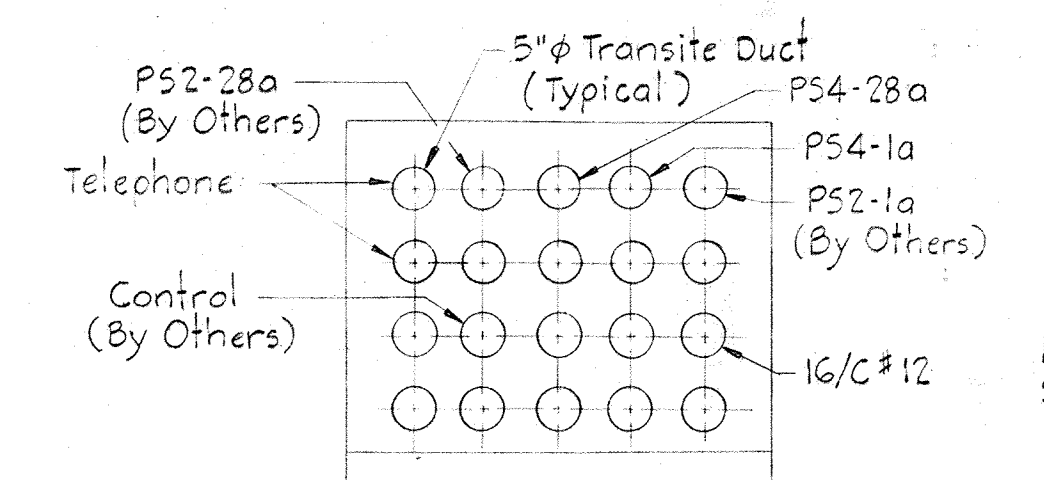 5"φ Transite Duct
(Typical)
PS2-28a
(By Others)
Telephone
Control
(By Others)
PS4-28a
PS4-1a
PS2-1a
(By Others)
16/C #12